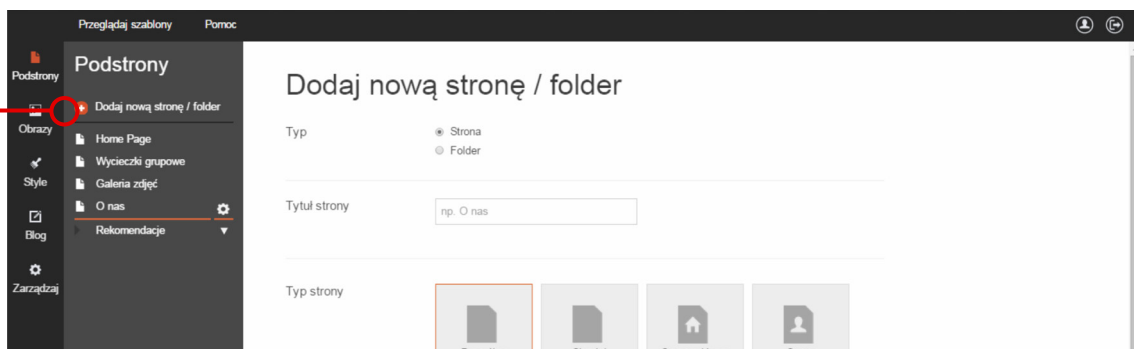 Przeglądaj szablony Pomoc
Podstrony
Obrazy
Style
Blog
Zarządzaj
Podstrony
Dodaj nową stronę / folder
Home Page
Wycieczki grupowe
Galeria zdjęć
O nas
Rekomendacje
Dodaj nową stronę / folder
Typ
Strona
Folder
Tytuł strony
np. O nas
Typ strony